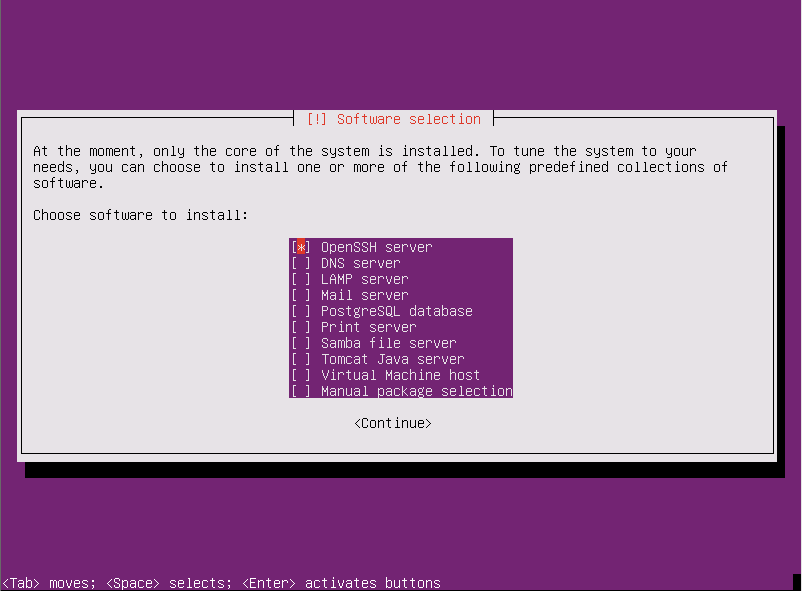 [!] Software selection
At the moment, only the core of the system is installed. To tune the system to your
needs, you can choose to install one or more of the following predefined collections of
software.
Choose software to install:
[*] OpenSSH server
[ ] DNS server
[ ] LAMP server
[ ] Mail server
[ ] PostgreSQL database
[ ] Print server
[ ] Samba file server
[ ] Tomcat Java server
[ ] Virtual Machine host
[ ] Manual package selection
<Continue>
<Tab> moves; <Space> selects; <Enter> activates buttons